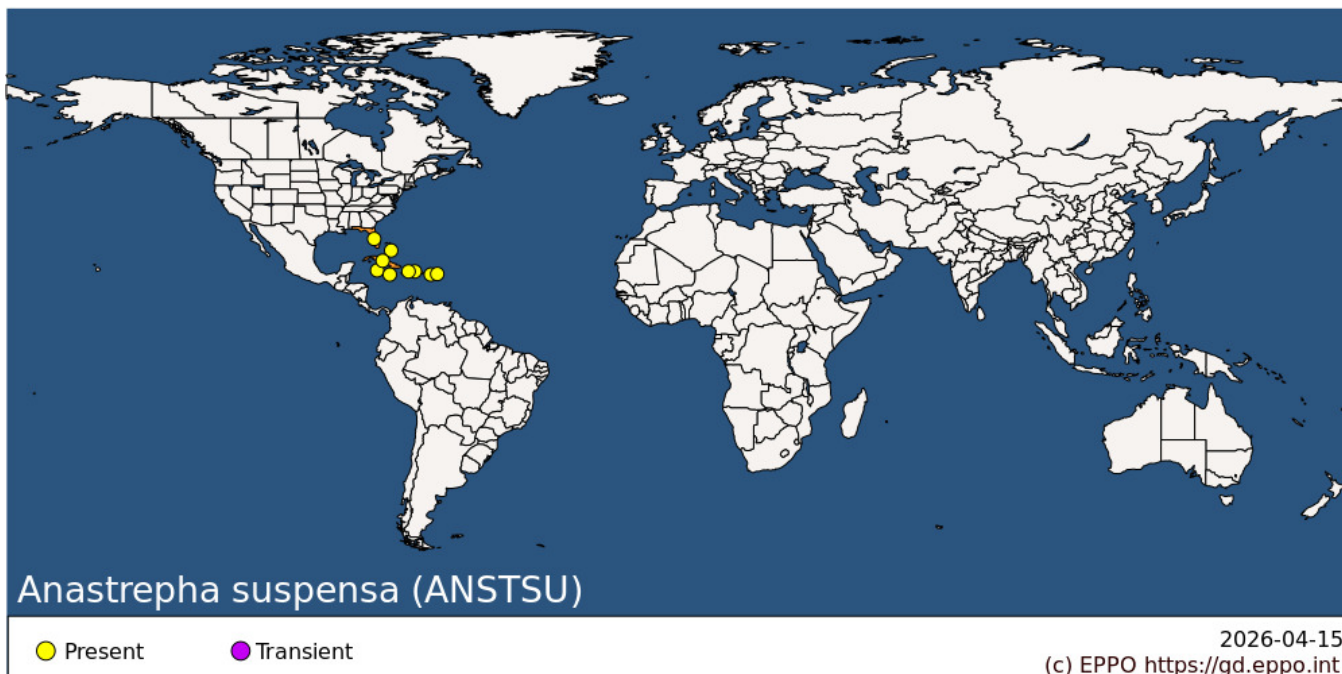 Anastrepha suspensa (ANSTSU)
Present
Transient
2026-04-15
(c) EPPO https://gd.eppo.int